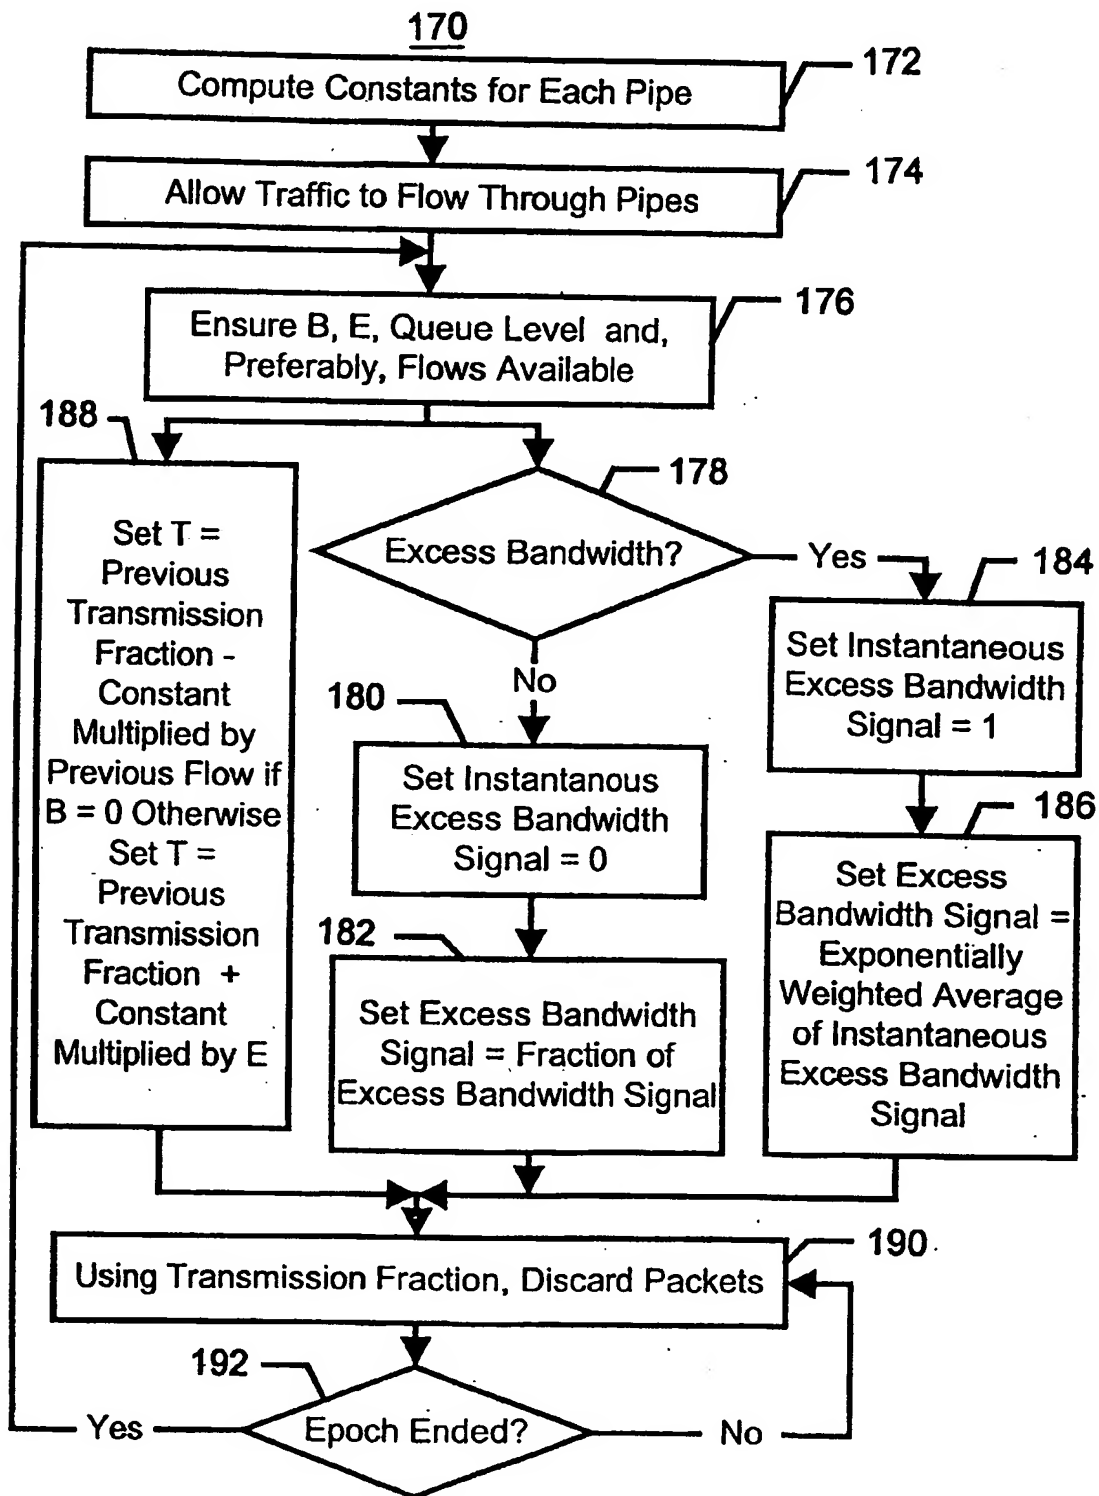 170
Compute Constants for Each Pipe
172
Allow Traffic to Flow Through Pipes
174
Ensure B, E, Queue Level and,
Preferably, Flows Available
176
188
Set T =
Previous
Transmission
Fraction -
Constant
Multiplied by
Previous Flow if
B = 0 Otherwise
Set T =
Previous
Transmission
Fraction +
Constant
Multiplied by E
178
Excess Bandwidth?
Yes
No
184
Set Instantaneous
Excess Bandwidth
Signal = 1
180
Set Instantanous
Excess Bandwidth
Signal = 0
186
Set Excess
Bandwidth Signal =
Exponentially
Weighted Average
of Instantaneous
Excess Bandwidth
Signal
182
Set Excess Bandwidth
Signal = Fraction of
Excess Bandwidth Signal
190
Using Transmission Fraction, Discard Packets
192
Epoch Ended?
Yes
No